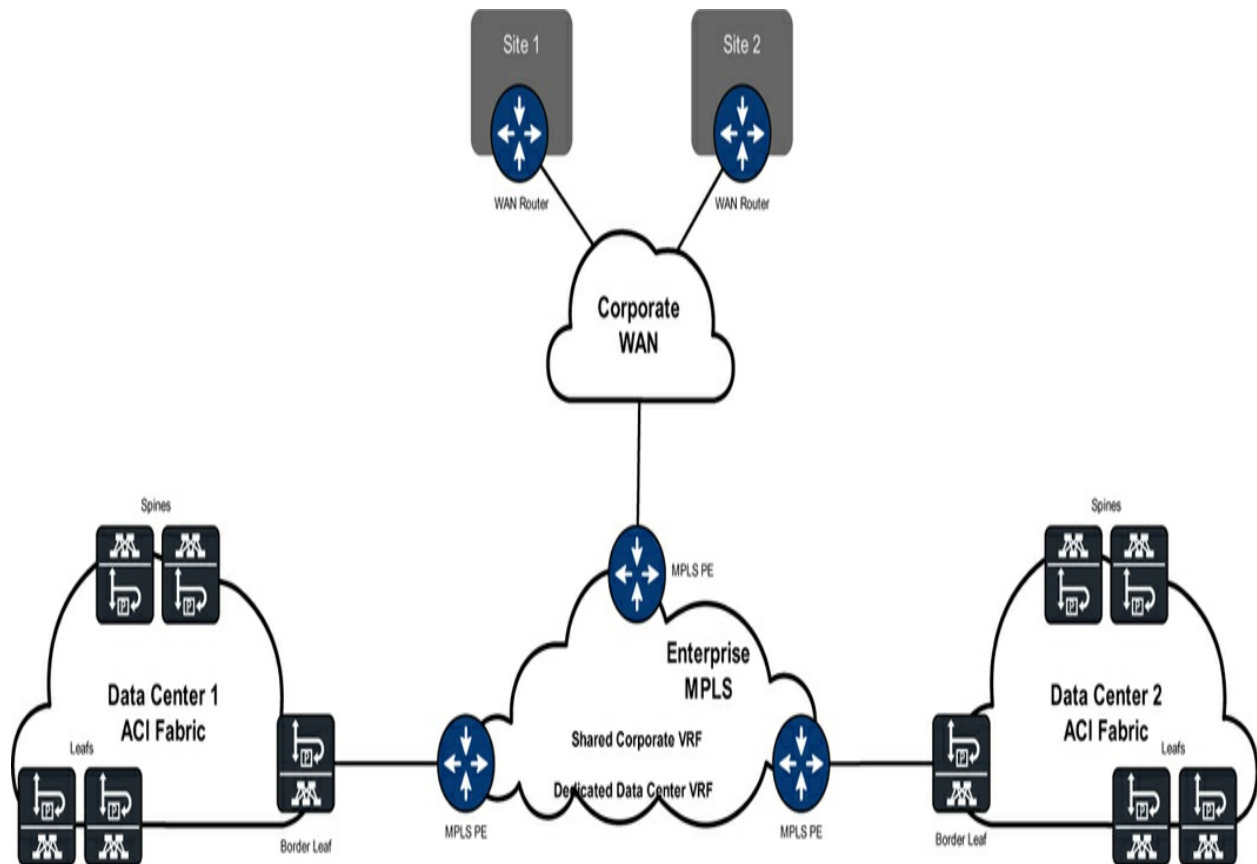 Site 1
Site 2
WAN Router
WAN Router
Corporate
WAN
Spines
Spines
MPLS PE
Enterprise
MPLS
Data Center 1
ACI Fabric
Data Center 2
ACI Fabric
Leafs
Shared Corporate VRF
Leafs
Dedicated Data Center VRF
Border Leaf
MPLS PE
MPLS PE
Border Leaf
P
P
P
P
P
P
P
P
P
P